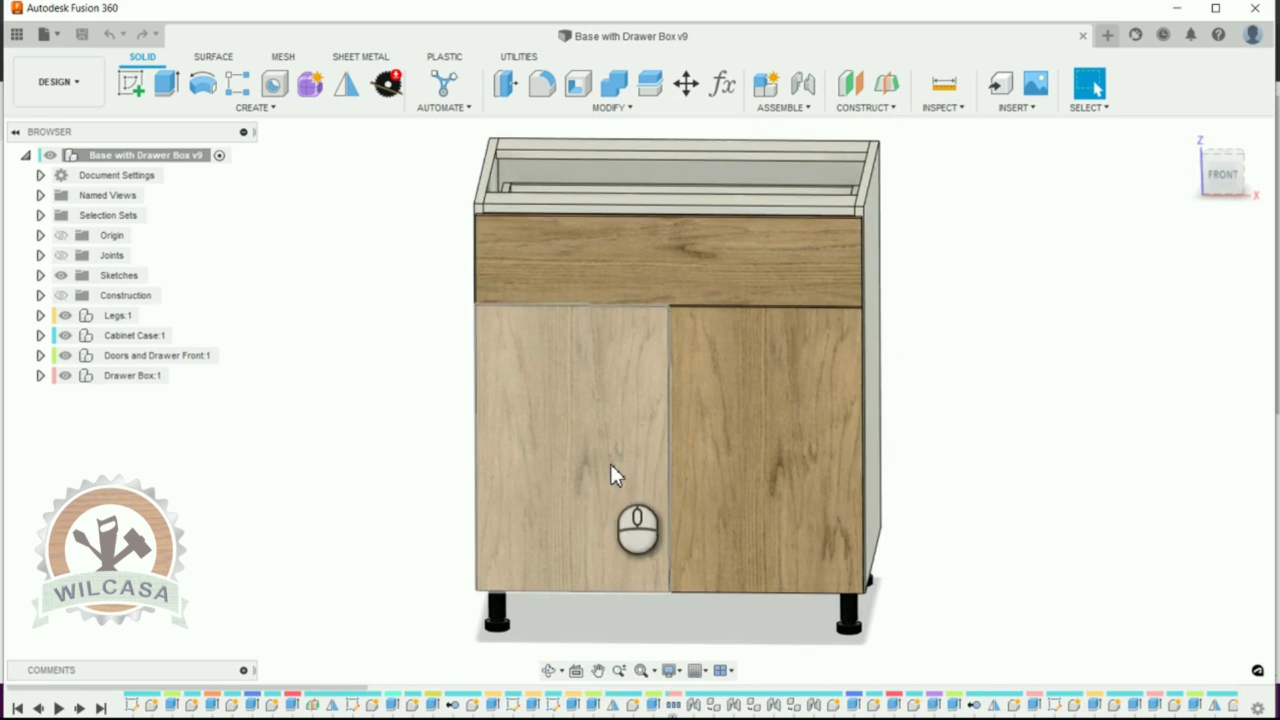 Autodesk Fusion 360
Base with Drawer Box v9
DESIGN
SOLID SURFACE MESH SHEET METAL PLASTIC UTILITIES
CREATE AUTOMATE MODIFY ASSEMBLE CONSTRUCT INSPECT INSERT SELECT
BROWSER
Base with Drawer Box v9
Document Settings
Named Views
Selection Sets
Origin
Joints
Sketches
Construction
Legs:1
Cabinet Case:1
Doors and Drawer Front:1
Drawer Box:1
Z
FRONT
X
WILCASA
COMMENTS